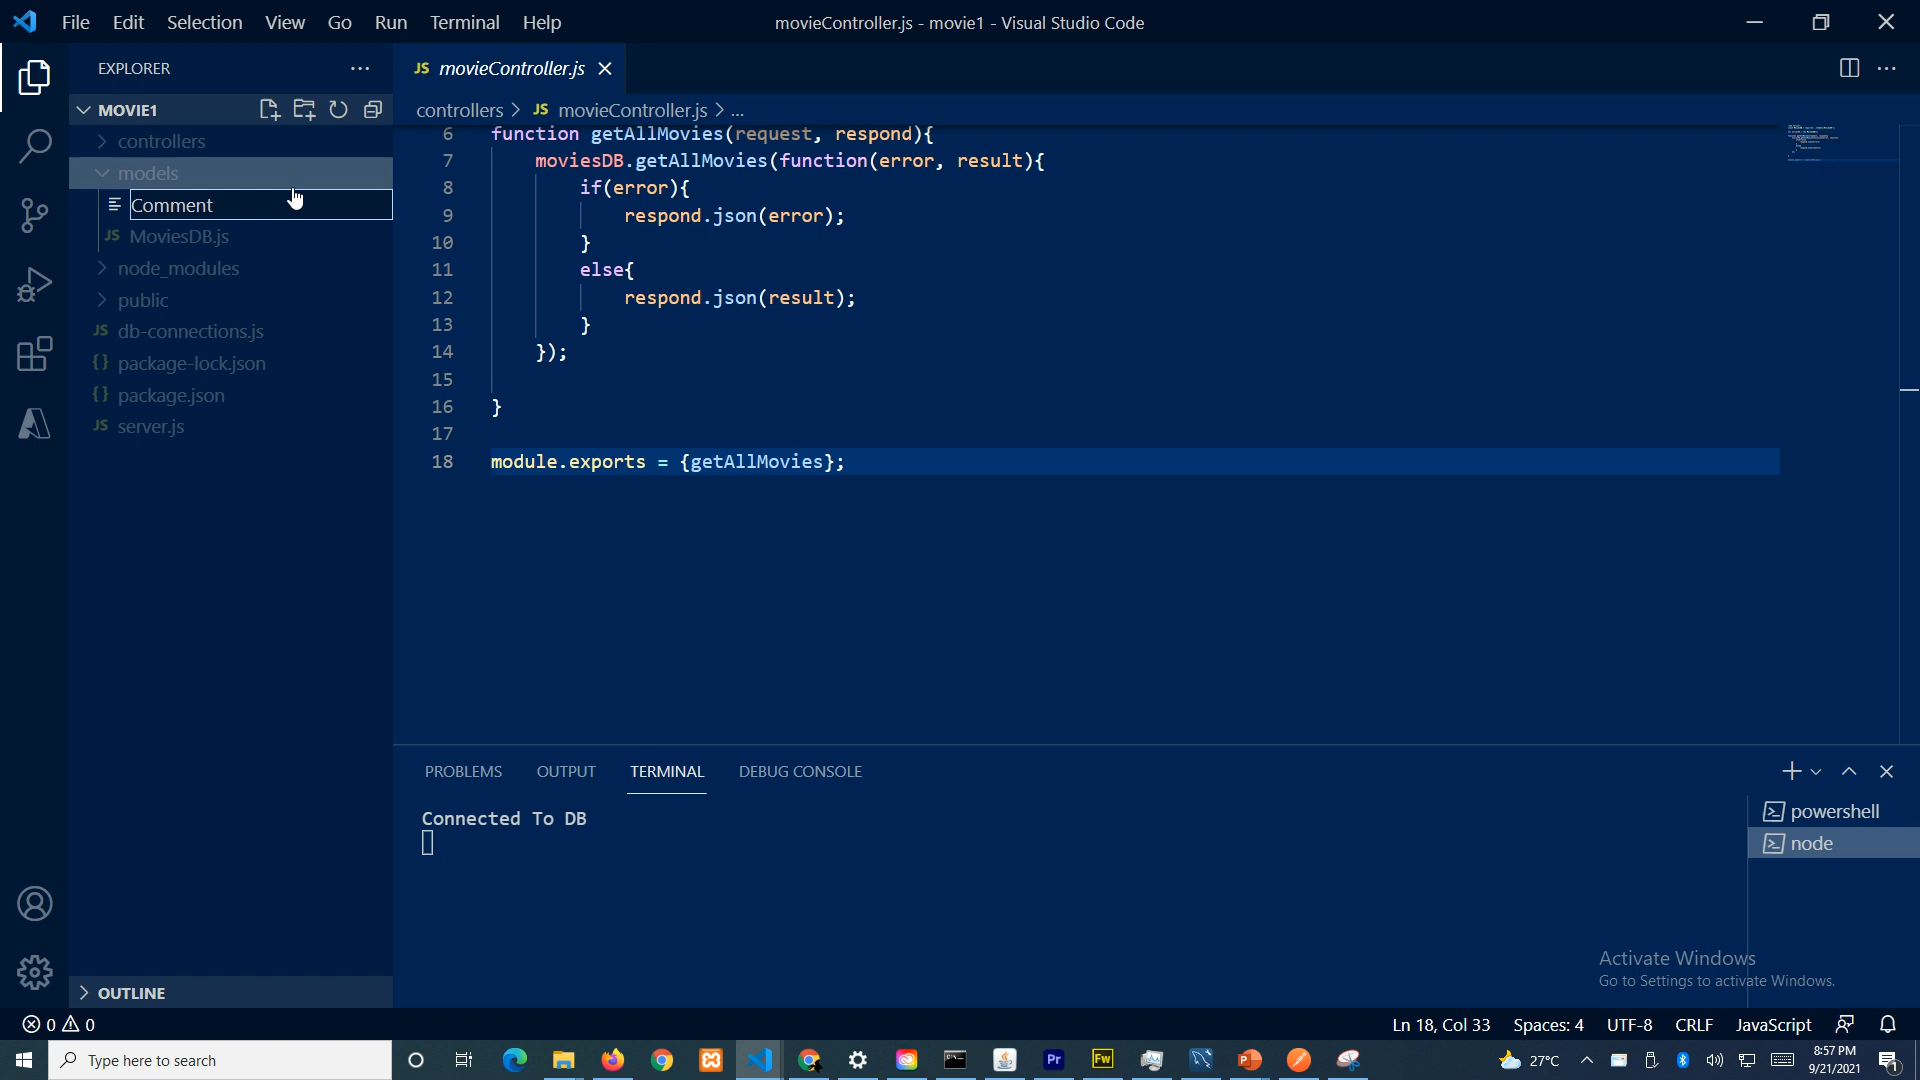 File Edit Selection View Go Run Terminal Help
movieController.js - movie1 - Visual Studio Code
EXPLORER
MOVIE1
controllers
models
Comment
JS MoviesDB.js
node_modules
public
JS db-connections.js
{} package-lock.json
{} package.json
JS server.js
OUTLINE
JS movieController.js
controllers > JS movieController.js > ...
6 function getAllMovies(request, respond){
7 moviesDB.getAllMovies(function(error, result){
8 if(error){
9 respond.json(error);
10 }
11 else{
12 respond.json(result);
13 }
14 });
15
16 }
17
18 module.exports = {getAllMovies};
PROBLEMS OUTPUT TERMINAL DEBUG CONSOLE
Connected To DB
powershell
node
Activate Windows
Go to Settings to activate Windows.
0 0
Ln 18, Col 33 Spaces: 4 UTF-8 CRLF JavaScript
Type here to search
Pr
Fw
27°C
8:57 PM
9/21/2021
1